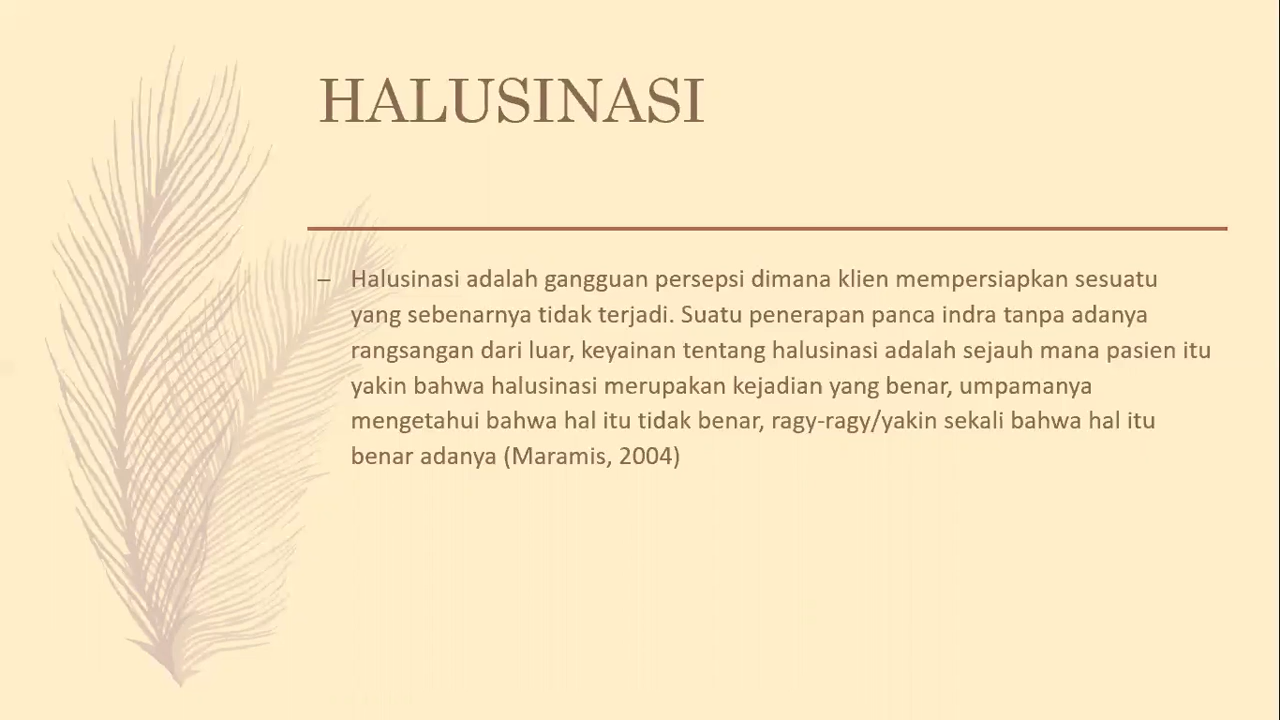 HALUSINASI
– Halusinasi adalah gangguan persepsi dimana klien mempersiapkan sesuatu
yang sebenarnya tidak terjadi. Suatu penerapan panca indra tanpa adanya
rangsangan dari luar, keyainan tentang halusinasi adalah sejauh mana pasien itu
yakin bahwa halusinasi merupakan kejadian yang benar, umpamanya
mengetahui bahwa hal itu tidak benar, ragy-ragy/yakin sekali bahwa hal itu
benar adanya (Maramis, 2004)